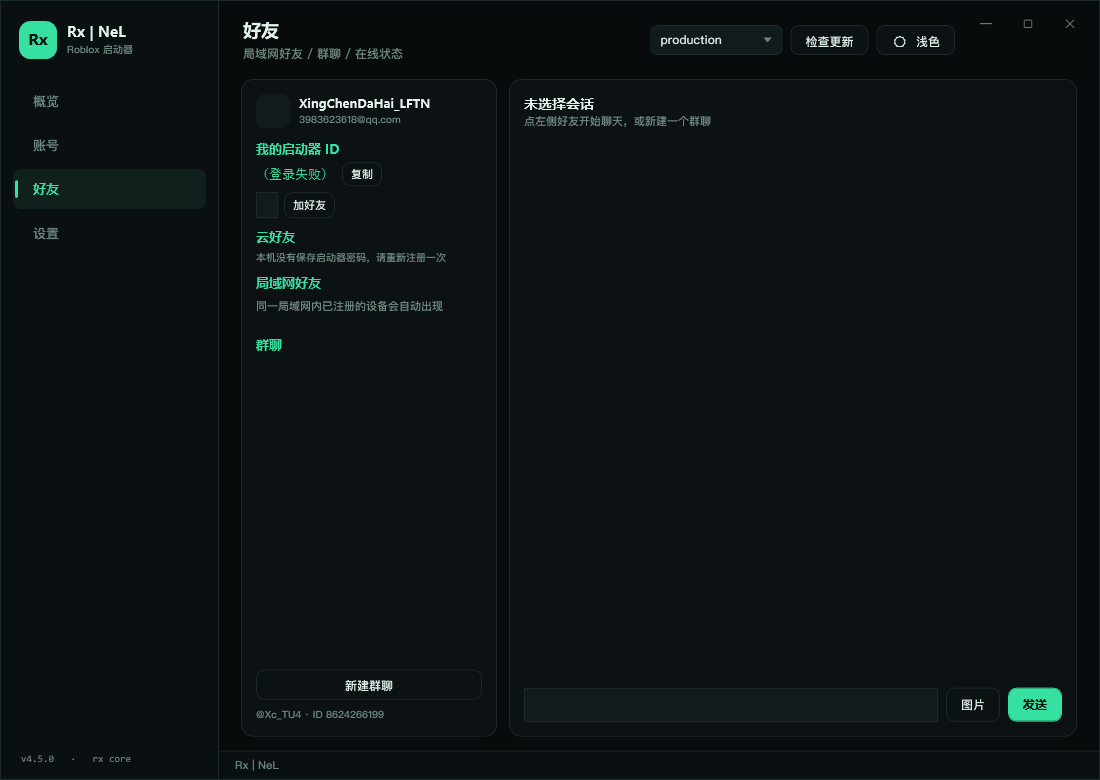 Rx
Rx | NeL
Roblox 启动器
概览
账号
好友
设置
v4.5.0 · rx core
好友
局域网好友 / 群聊 / 在线状态
production
检查更新
浅色
XingChenDaHai_LFTN
3983623618@qq.com
我的启动器 ID
（登录失败）
复制
加好友
云好友
本机没有保存启动器密码，请重新注册一次
局域网好友
同一局域网内已注册的设备会自动出现
群聊
新建群聊
@Xc_TU4 · ID 8624266199
未选择会话
点左侧好友开始聊天，或新建一个群聊
图片
发送
Rx | NeL